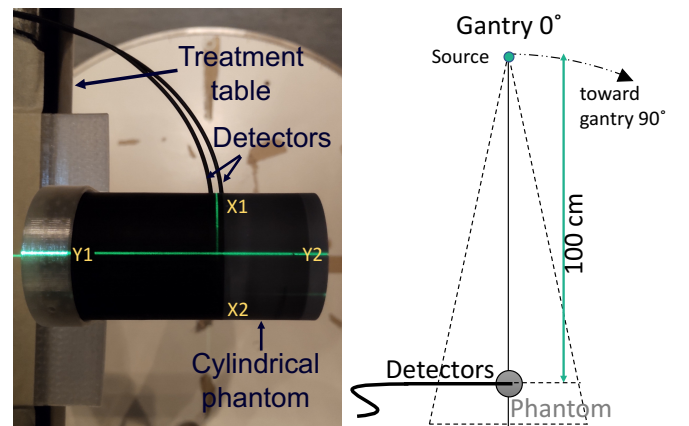 Treatment
table
Detectors
X1
Y1
Y2
X2
Cylindrical
phantom
Gantry 0˚
Source
toward
gantry 90˚
100 cm
Detectors
Phantom